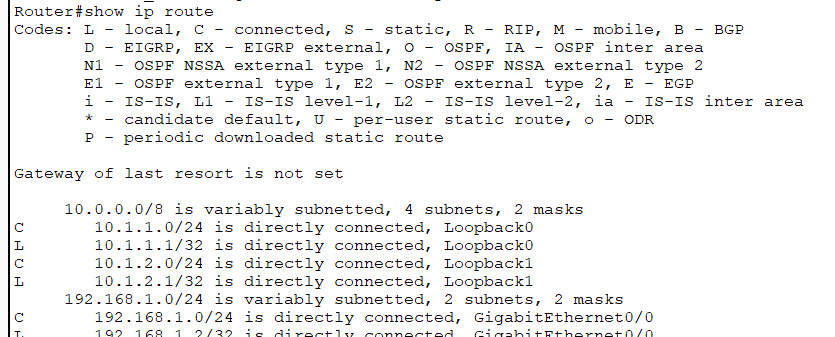 Router#show ip route
Codes: L - local, C - connected, S - static, R - RIP, M - mobile, B - BGP
D - EIGRP, EX - EIGRP external, O - OSPF, IA - OSPF inter area
N1 - OSPF NSSA external type 1, N2 - OSPF NSSA external type 2
E1 - OSPF external type 1, E2 - OSPF external type 2, E - EGP
i - IS-IS, L1 - IS-IS level-1, L2 - IS-IS level-2, ia - IS-IS inter area
* - candidate default, U - per-user static route, o - ODR
P - periodic downloaded static route
Gateway of last resort is not set
10.0.0.0/8 is variably subnetted, 4 subnets, 2 masks
C 10.1.1.0/24 is directly connected, Loopback0
L 10.1.1.1/32 is directly connected, Loopback0
C 10.1.2.0/24 is directly connected, Loopback1
L 10.1.2.1/32 is directly connected, Loopback1
192.168.1.0/24 is variably subnetted, 2 subnets, 2 masks
C 192.168.1.0/24 is directly connected, GigabitEthernet0/0
L 192.168.1.2/32 is directly connected, GigabitEthernet0/0